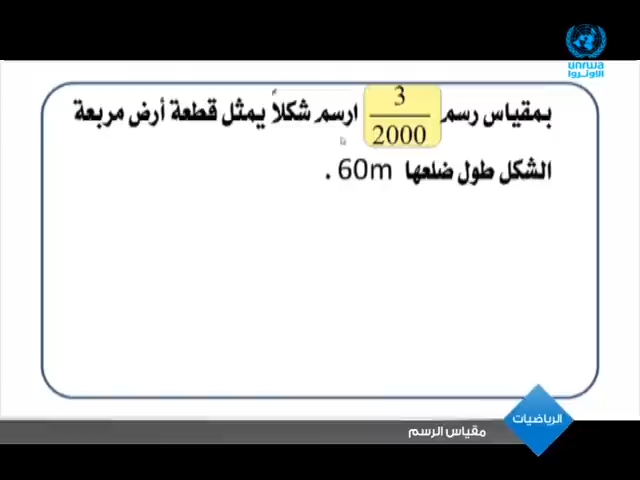 unrwa
الأونروا
بمقياس رسم 3/2000 ارسم شكلاً يمثل قطعة أرض مربعة
الشكل طول ضلعها 60m .
الرياضيات
مقياس الرسم